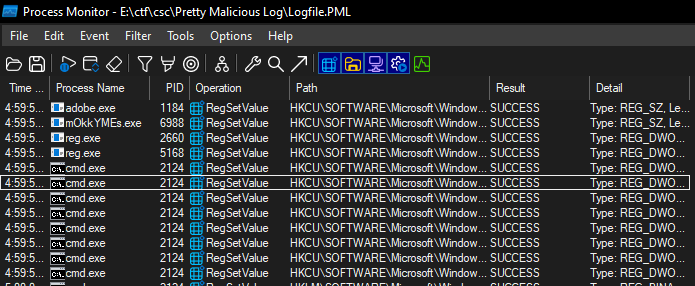 Process Monitor - E:\ctf\csc\Pretty Malicious Log\Logfile.PML
File Edit Event Filter Tools Options Help
Time ... Process Name PID Operation Path Result Detail
4:59:5... adobe.exe 1184 RegSetValue HKCU\SOFTWARE\Microsoft\Window... SUCCESS Type: REG_SZ, Le...
4:59:5... mOkkYMEs.exe 6988 RegSetValue HKCU\SOFTWARE\Microsoft\Window... SUCCESS Type: REG_SZ, Le...
4:59:5... reg.exe 2660 RegSetValue HKCU\SOFTWARE\Microsoft\Window... SUCCESS Type: REG_DWO...
4:59:5... reg.exe 5168 RegSetValue HKCU\SOFTWARE\Microsoft\Window... SUCCESS Type: REG_DWO...
4:59:5... cmd.exe 2124 RegSetValue HKCU\SOFTWARE\Microsoft\Window... SUCCESS Type: REG_DWO...
4:59:5... cmd.exe 2124 RegSetValue HKCU\SOFTWARE\Microsoft\Window... SUCCESS Type: REG_DWO...
4:59:5... cmd.exe 2124 RegSetValue HKCU\SOFTWARE\Microsoft\Window... SUCCESS Type: REG_DWO...
4:59:5... cmd.exe 2124 RegSetValue HKCU\SOFTWARE\Microsoft\Window... SUCCESS Type: REG_DWO...
4:59:5... cmd.exe 2124 RegSetValue HKCU\SOFTWARE\Microsoft\Window... SUCCESS Type: REG_DWO...
4:59:5... cmd.exe 2124 RegSetValue HKCU\SOFTWARE\Microsoft\Window... SUCCESS Type: REG_DWO...
4:59:5... cmd.exe 2124 RegSetValue HKCU\SOFTWARE\Microsoft\Window... SUCCESS Type: REG_DWO...
4:59:5... cmd.exe 2124 RegSetValue HKCU\SOFTWARE\Microsoft\Window... SUCCESS Type: REG_DWO...